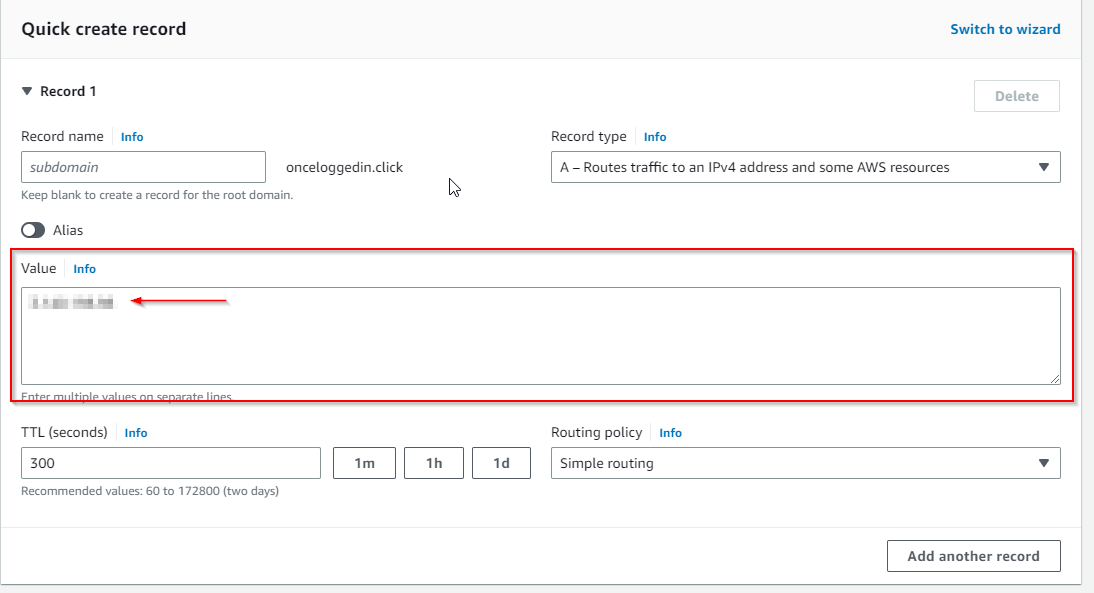 Quick create record
Switch to wizard
Record 1
Delete
Record name Info
Record type Info
subdomain
onceloggedin.click
A – Routes traffic to an IPv4 address and some AWS resources
Keep blank to create a record for the root domain.
Alias
Value Info
Enter multiple values on separate lines.
TTL (seconds) Info
Routing policy Info
300
1m
1h
1d
Simple routing
Recommended values: 60 to 172800 (two days)
Add another record